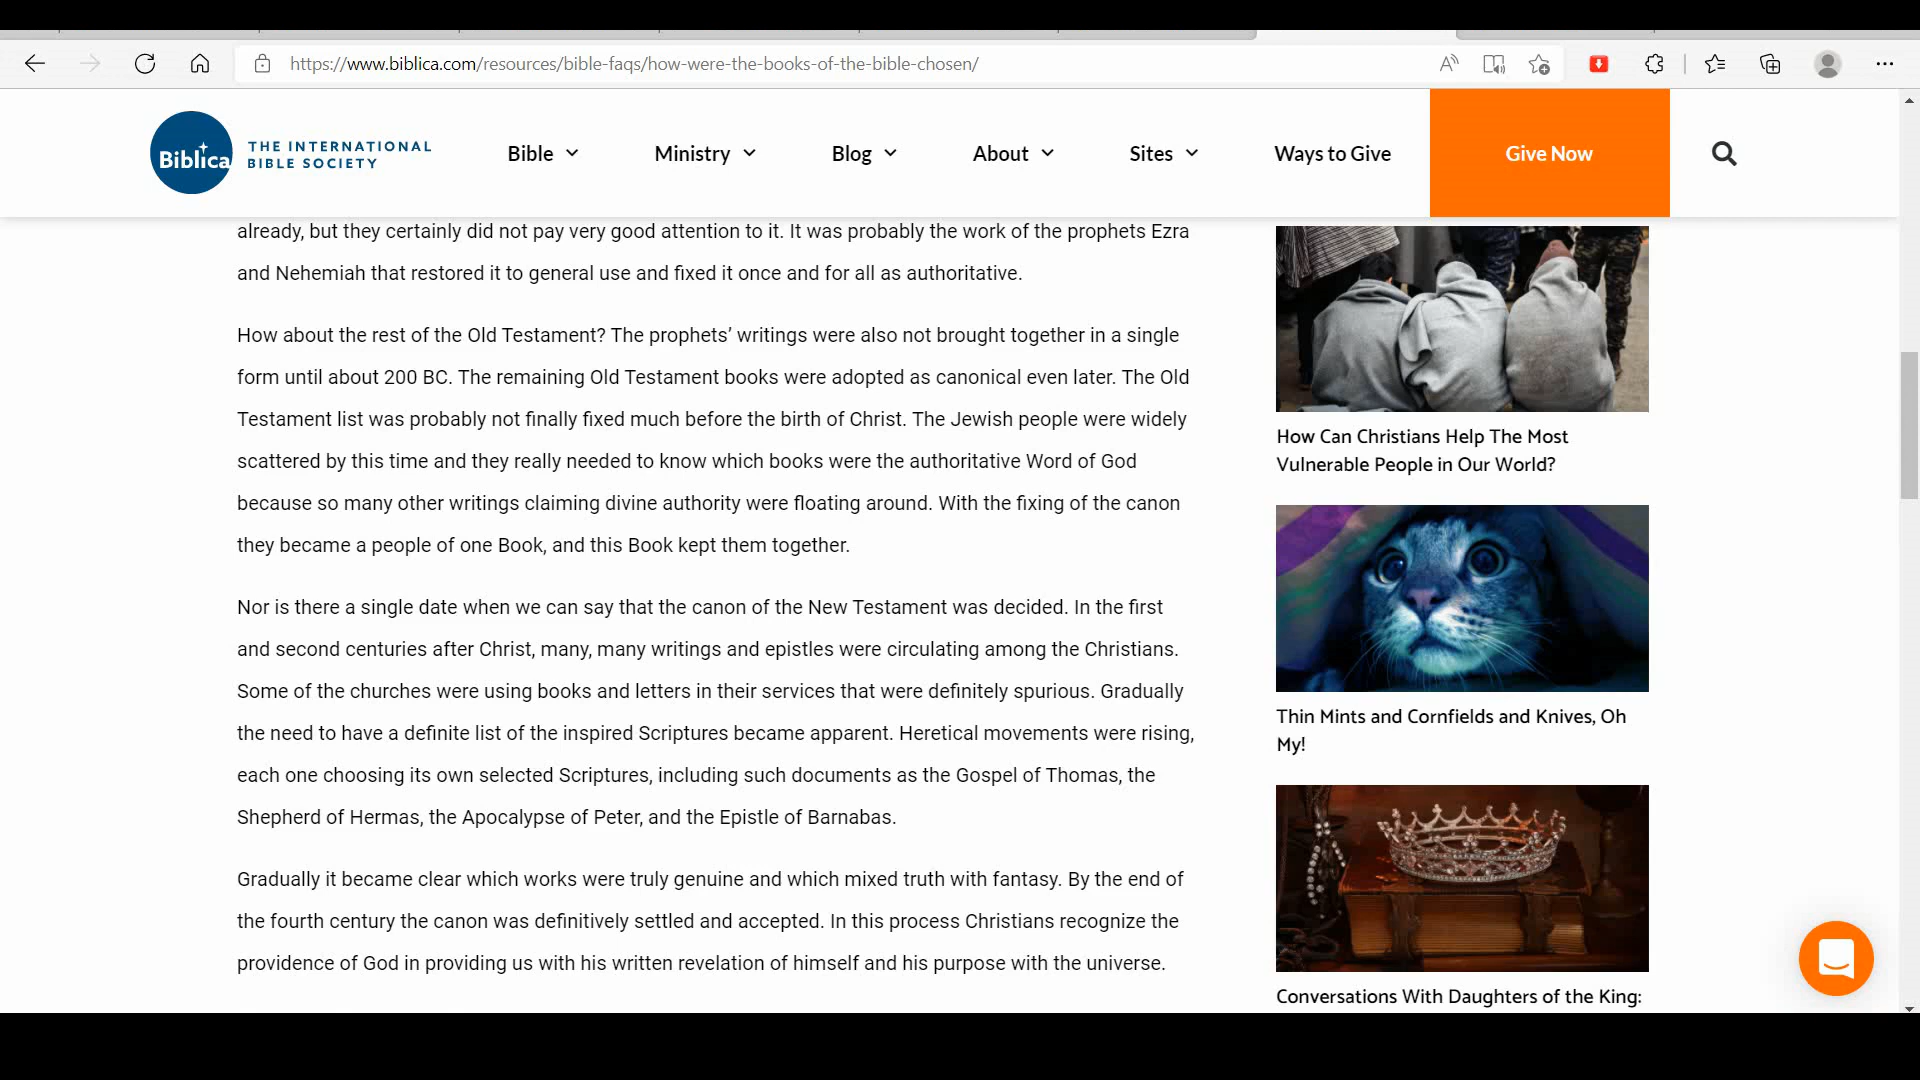 https://www.biblica.com/resources/bible-faqs/how-were-the-books-of-the-bible-chosen/
Biblica
THE INTERNATIONAL
BIBLE SOCIETY
Bible
Ministry
Blog
About
Sites
Ways to Give
Give Now
already, but they certainly did not pay very good attention to it. It was probably the work of the prophets Ezra
and Nehemiah that restored it to general use and fixed it once and for all as authoritative.
How about the rest of the Old Testament? The prophets’ writings were also not brought together in a single
form until about 200 BC. The remaining Old Testament books were adopted as canonical even later. The Old
Testament list was probably not finally fixed much before the birth of Christ. The Jewish people were widely
scattered by this time and they really needed to know which books were the authoritative Word of God
because so many other writings claiming divine authority were floating around. With the fixing of the canon
they became a people of one Book, and this Book kept them together.
Nor is there a single date when we can say that the canon of the New Testament was decided. In the first
and second centuries after Christ, many, many writings and epistles were circulating among the Christians.
Some of the churches were using books and letters in their services that were definitely spurious. Gradually
the need to have a definite list of the inspired Scriptures became apparent. Heretical movements were rising,
each one choosing its own selected Scriptures, including such documents as the Gospel of Thomas, the
Shepherd of Hermas, the Apocalypse of Peter, and the Epistle of Barnabas.
Gradually it became clear which works were truly genuine and which mixed truth with fantasy. By the end of
the fourth century the canon was definitively settled and accepted. In this process Christians recognize the
providence of God in providing us with his written revelation of himself and his purpose with the universe.
How Can Christians Help The Most
Vulnerable People in Our World?
Thin Mints and Cornfields and Knives, Oh
My!
Conversations With Daughters of the King: